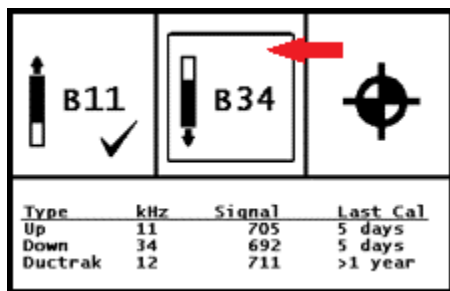 B11 B34
Type kHz Signal Last Cal
Up 11 705 5 days
Down 34 692 5 days
Ductrak 12 711 >1 year